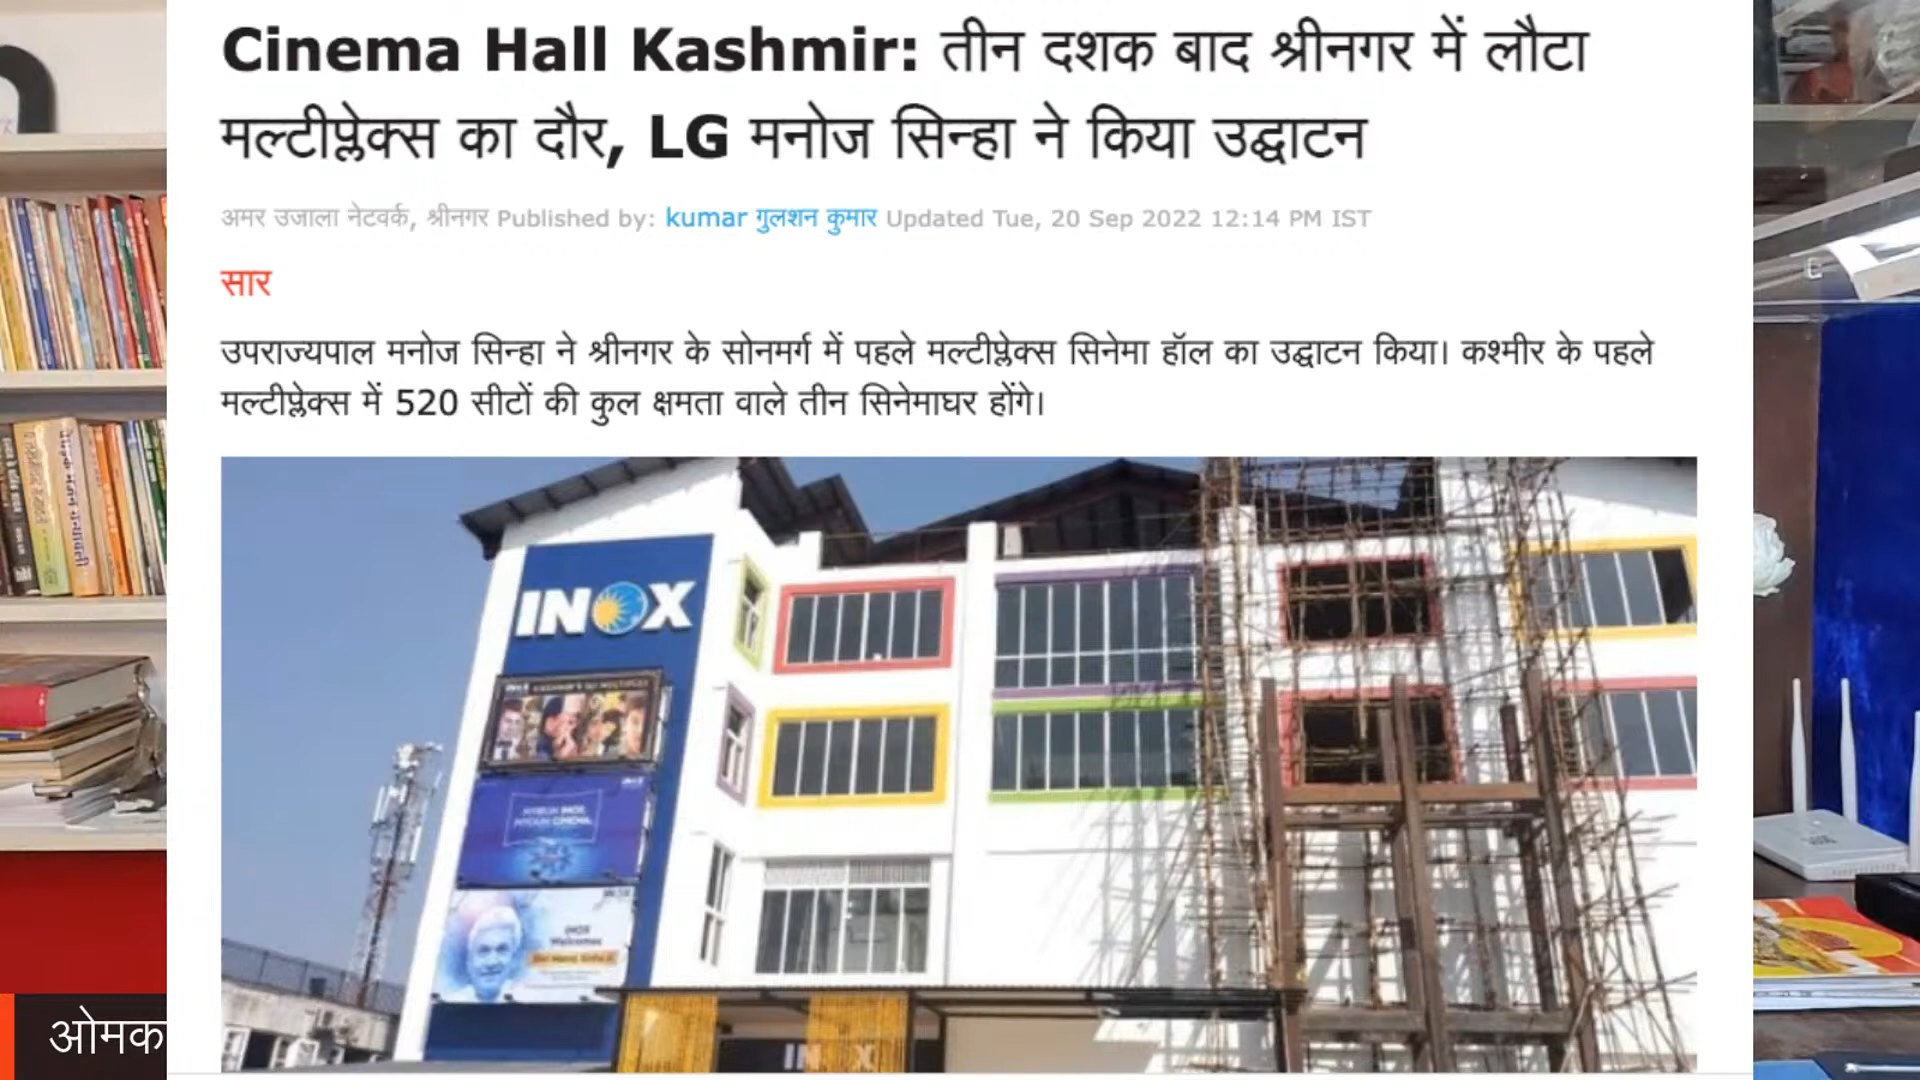 Cinema Hall Kashmir: तीन दशक बाद श्रीनगर में लौटा
मल्टीप्लेक्स का दौर, LG मनोज सिन्हा ने किया उद्घाटन
अमर उजाला नेटवर्क, श्रीनगर Published by: kumar गुलशन कुमार Updated Tue, 20 Sep 2022 12:14 PM IST
सार
उपराज्यपाल मनोज सिन्हा ने श्रीनगर के सोनमर्ग में पहले मल्टीप्लेक्स सिनेमा हॉल का उद्घाटन किया। कश्मीर के पहले
मल्टीप्लेक्स में 520 सीटों की कुल क्षमता वाले तीन सिनेमाघर होंगे।
INOX
INOX
Welcomes
ओमक